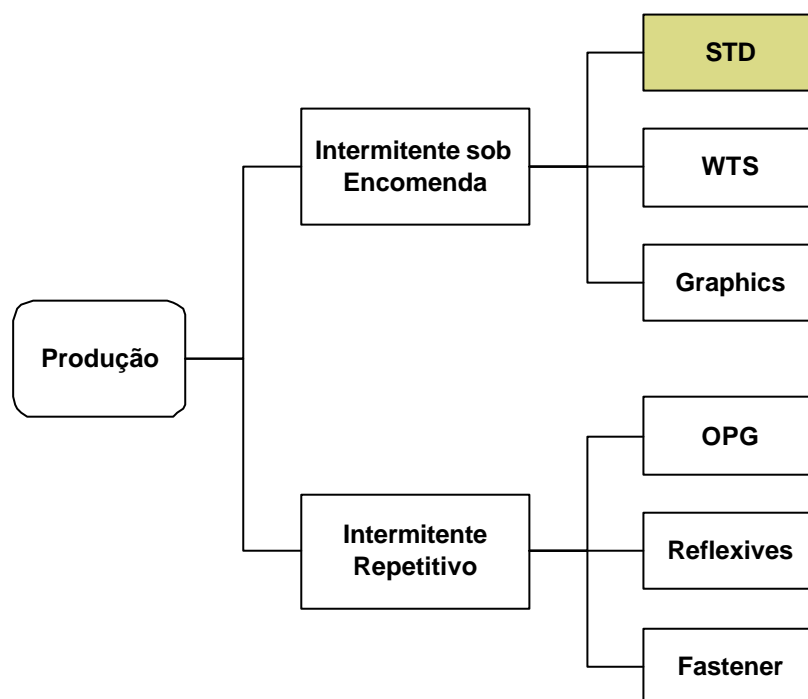 STD
Intermitente sob
Encomenda
WTS
Graphics
Produção
OPG
Intermitente
Repetitivo
Reflexives
Fastener